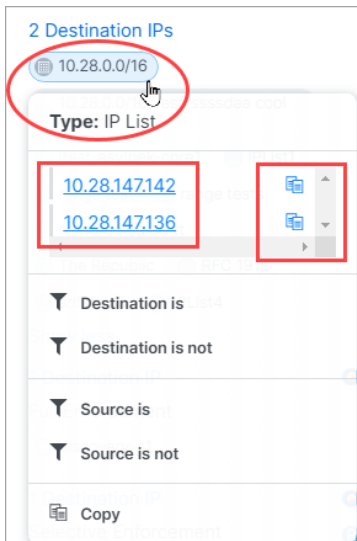 2 Destination IPs
10.28.0.0/16
Type: IP List
10.28.147.142
10.28.147.136
Destination is
Destination is not
Source is
Source is not
Copy